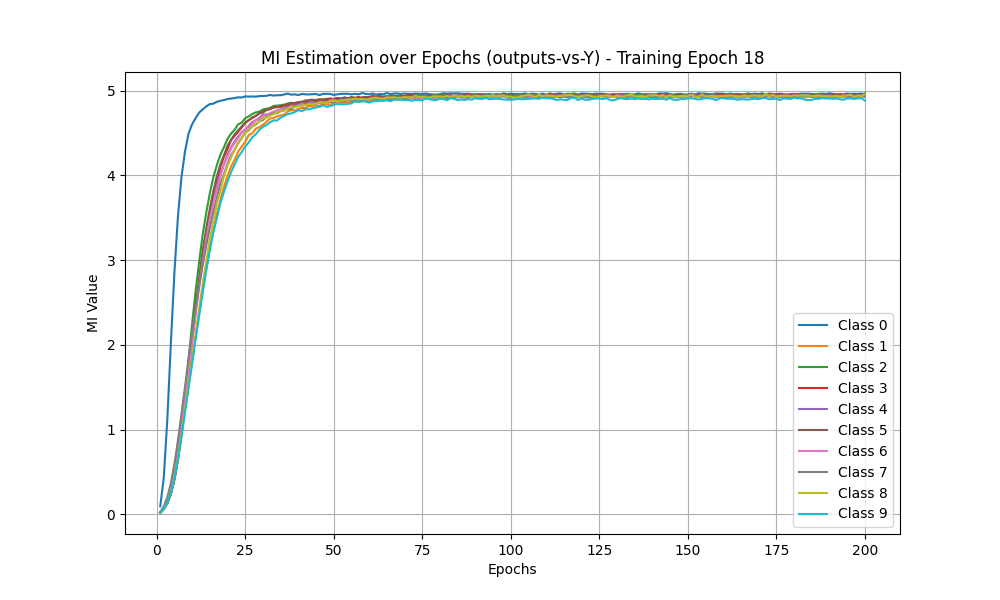 MI Estimation over Epochs (outputs-vs-Y) - Training Epoch 18
MI Value
5
4
3
2
1
0
0 25 50 75 100 125 150 175 200
Epochs
Class 0
Class 1
Class 2
Class 3
Class 4
Class 5
Class 6
Class 7
Class 8
Class 9